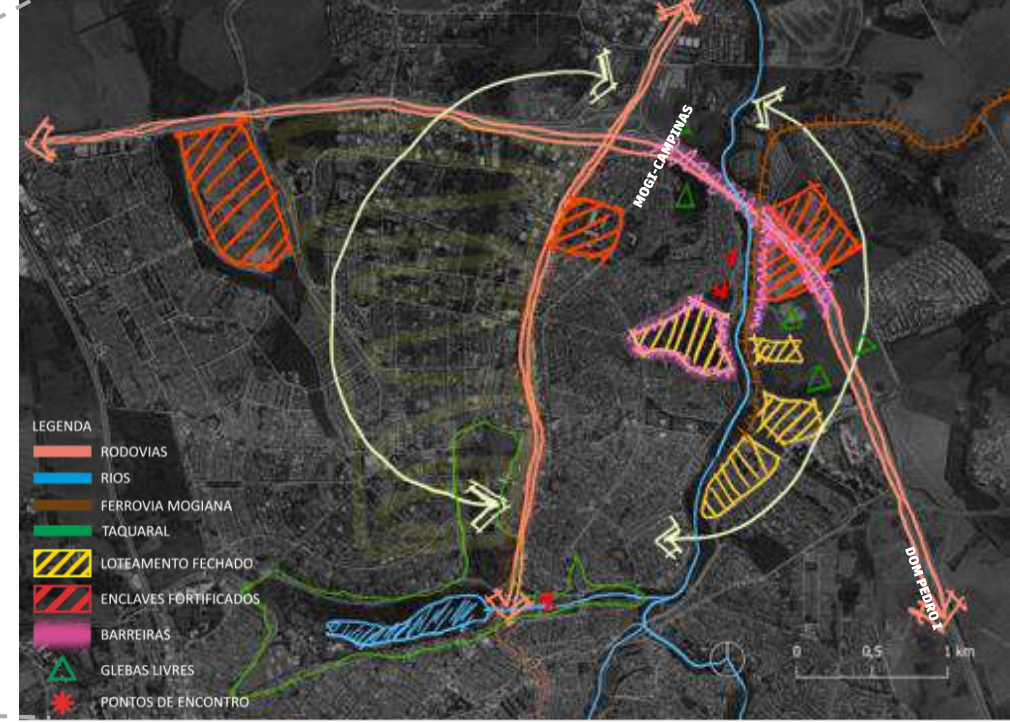 MOGI-CAMPINAS
LEGENDA
RODOVIAS
RIOS
FERROVIA MOGIANA
TAQUARAL
LOTEAMENTO FECHADO
ENCLAVES FORTIFICADOS
BARREIRAS
GLEBAS LIVRES
PONTOS DE ENCONTRO
DOM PEDRO I
0 0,5 1 km